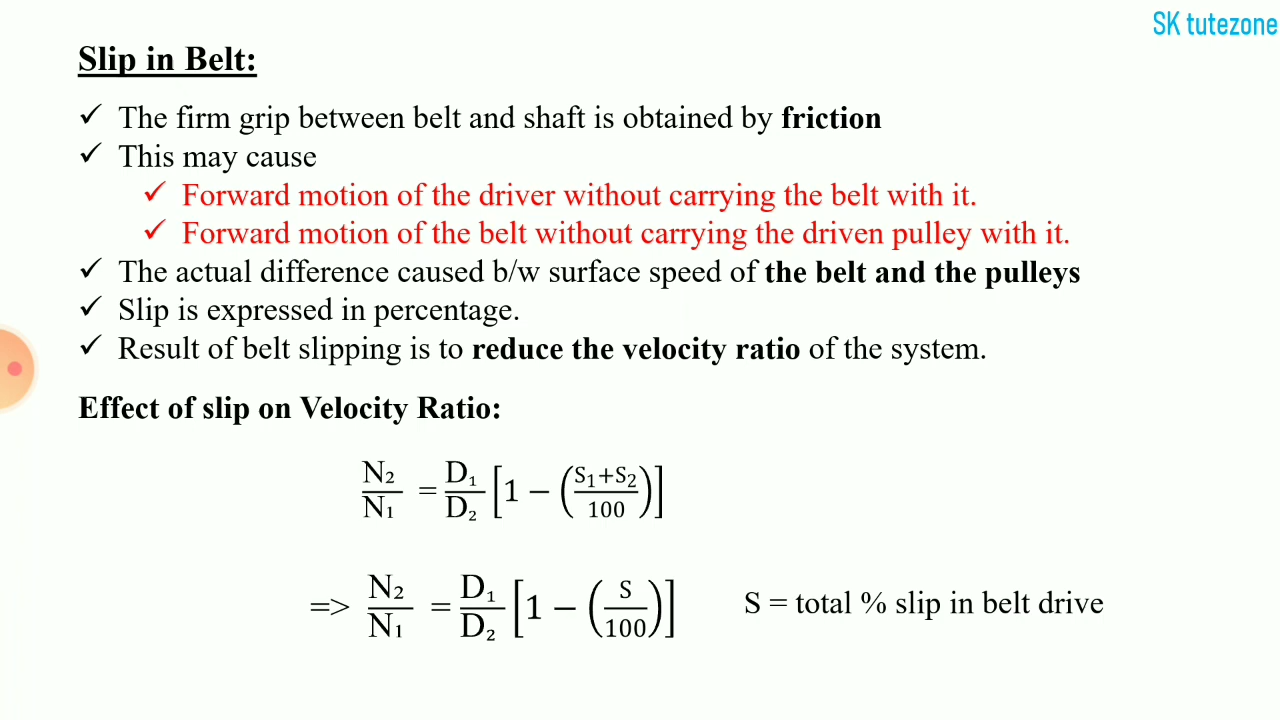 SK tutezone
Slip in Belt:
✓ The firm grip between belt and shaft is obtained by friction
✓ This may cause
✓ Forward motion of the driver without carrying the belt with it.
✓ Forward motion of the belt without carrying the driven pulley with it.
✓ The actual difference caused b/w surface speed of the belt and the pulleys
✓ Slip is expressed in percentage.
✓ Result of belt slipping is to reduce the velocity ratio of the system.
Effect of slip on Velocity Ratio:
N₂/N₁ = D₁/D₂ [1 − (S₁+S₂/100)]
=> N₂/N₁ = D₁/D₂ [1 − (S/100)] S = total % slip in belt drive